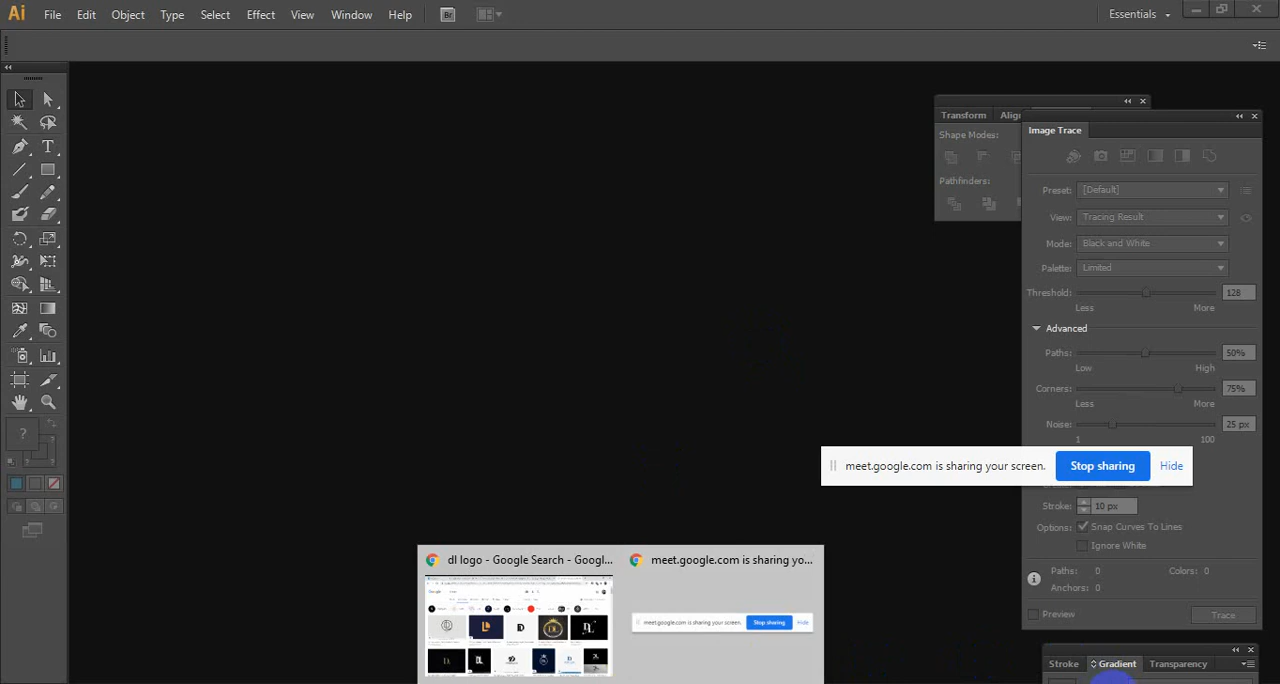 Ai File Edit Object Type Select Effect View Window Help Br Essentials
Transform Alig
Image Trace
Shape Modes:
Pathfinders:
Preset: [Default]
View: Tracing Result
Mode: Black and White
Palette: Limited
Threshold: 128
Less More
Advanced
Paths: 50%
Low High
Corners: 75%
Less More
Noise: 25 px
1 100
meet.google.com is sharing your screen. Stop sharing Hide
Stroke: 10 px
Options: Snap Curves To Lines
Ignore White
Paths: 0 Colors: 0
Anchors: 0
Preview Trace
?
dl logo - Google Search - Googl...
meet.google.com is sharing yo...
meet.google.com is sharing your screen. Stop sharing Hide
Stroke Gradient Transparency